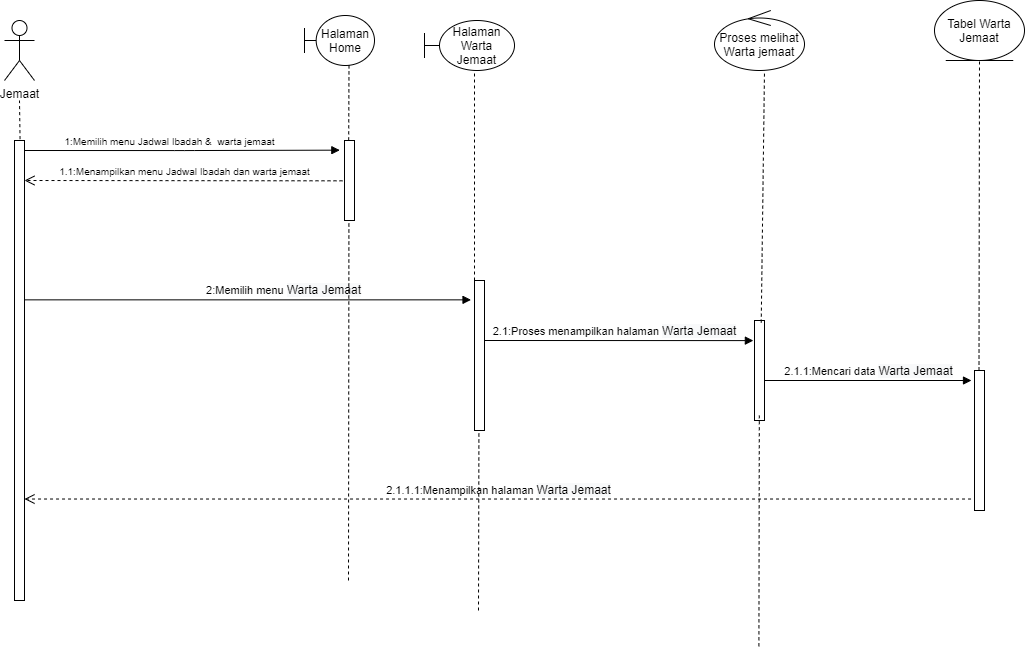 Jemaat
Halaman
Home
Halaman
Warta
Jemaat
Proses melihat
Warta jemaat
Tabel Warta
Jemaat
1:Memilih menu Jadwal Ibadah & warta jemaat
1.1:Menampilkan menu Jadwal Ibadah dan warta jemaat
2:Memilih menu Warta Jemaat
2.1:Proses menampilkan halaman Warta Jemaat
2.1.1:Mencari data Warta Jemaat
2.1.1.1:Menampilkan halaman Warta Jemaat